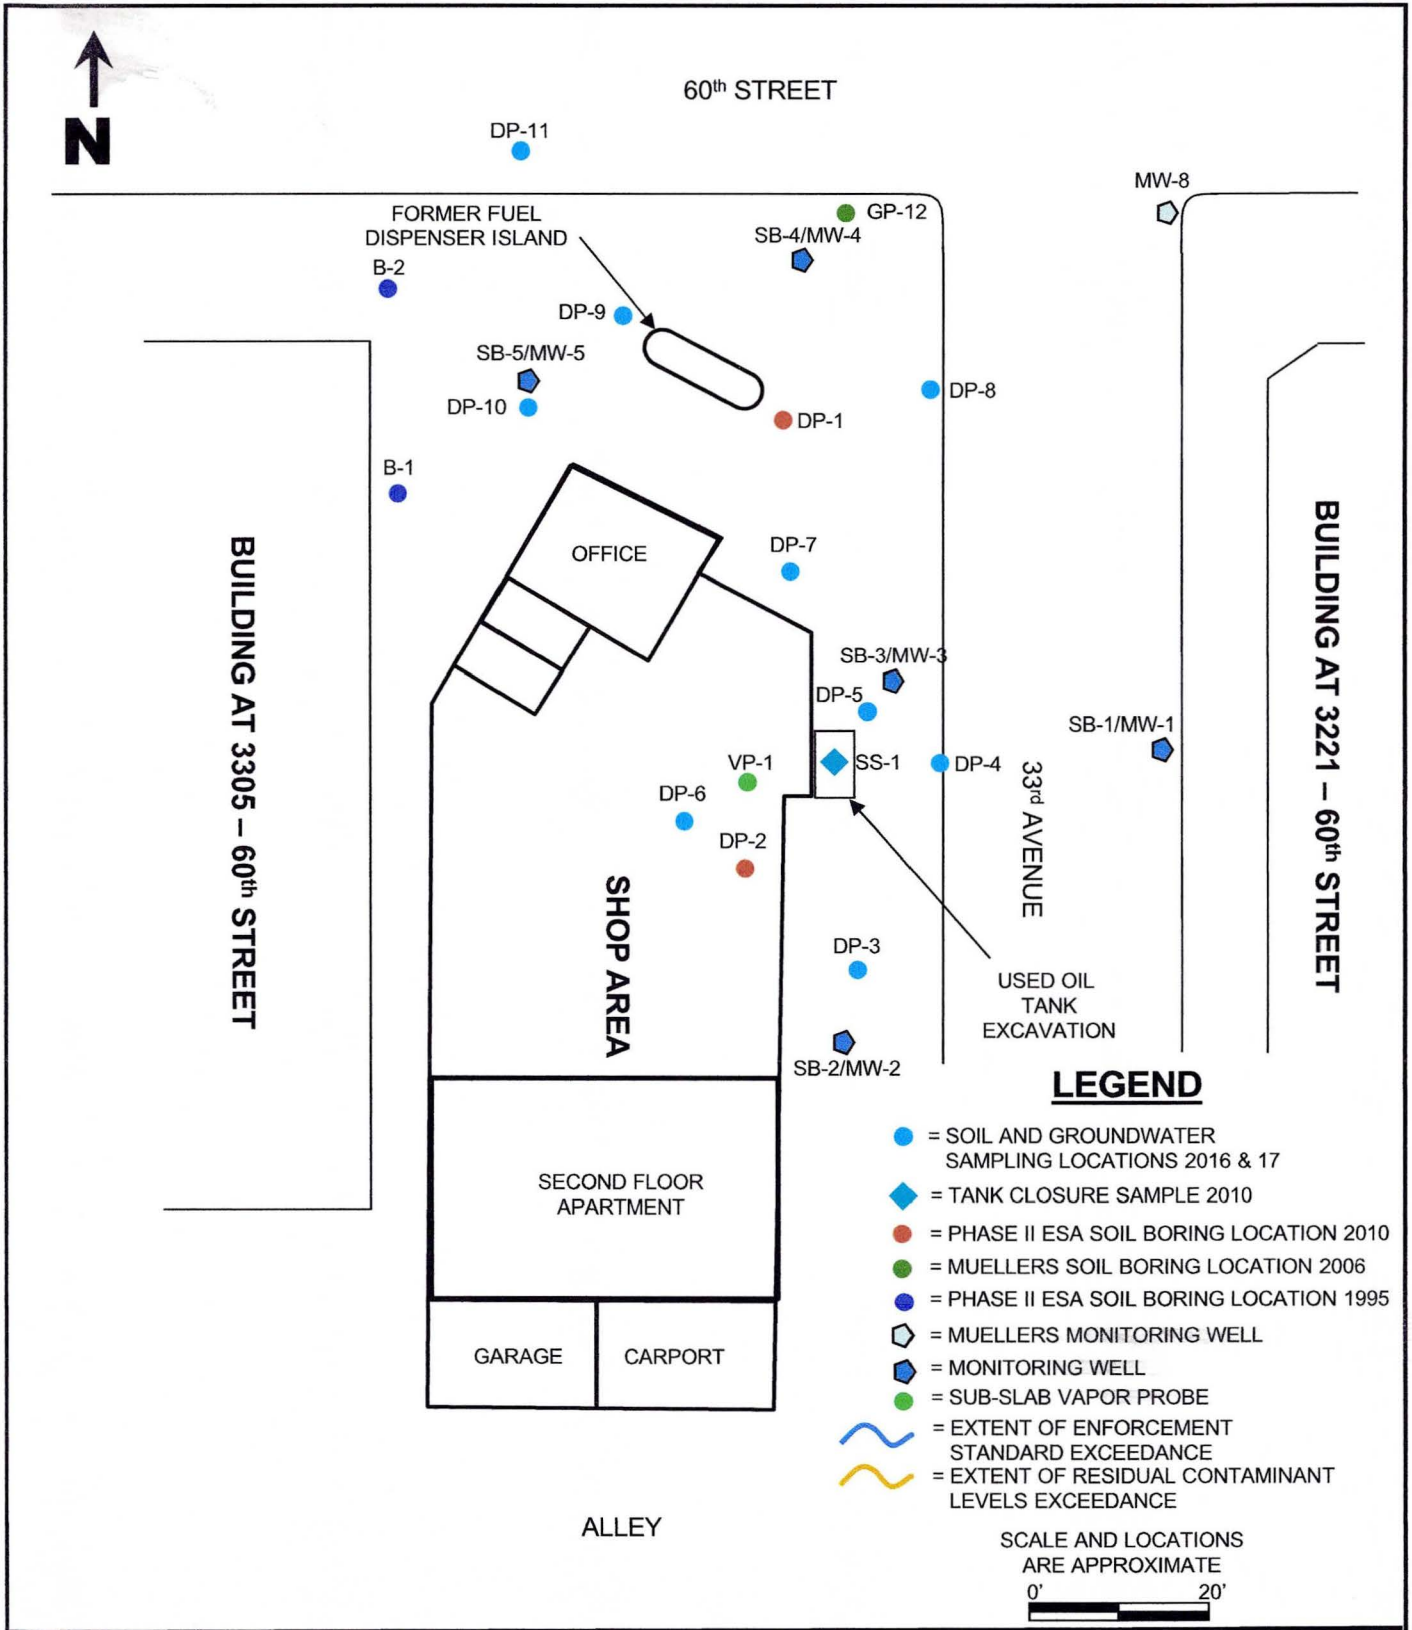 60th STREET
N
DP-11
MW-8
FORMER FUEL
DISPENSER ISLAND
GP-12
SB-4/MW-4
B-2
DP-9
SB-5/MW-5
DP-10
DP-8
DP-1
B-1
OFFICE
DP-7
BUILDING AT 3305 – 60th STREET
BUILDING AT 3221 – 60th STREET
SB-3/MW-3
DP-5
SB-1/MW-1
VP-1
SS-1
DP-4
33rd AVENUE
DP-6
DP-2
SHOP AREA
DP-3
USED OIL
TANK
EXCAVATION
SB-2/MW-2
LEGEND
= SOIL AND GROUNDWATER
SAMPLING LOCATIONS 2016 & 17
= TANK CLOSURE SAMPLE 2010
= PHASE II ESA SOIL BORING LOCATION 2010
= MUELLERS SOIL BORING LOCATION 2006
= PHASE II ESA SOIL BORING LOCATION 1995
= MUELLERS MONITORING WELL
= MONITORING WELL
= SUB-SLAB VAPOR PROBE
= EXTENT OF ENFORCEMENT
STANDARD EXCEEDANCE
= EXTENT OF RESIDUAL CONTAMINANT
LEVELS EXCEEDANCE
SECOND FLOOR
APARTMENT
GARAGE
CARPORT
ALLEY
SCALE AND LOCATIONS
ARE APPROXIMATE
0' 20'